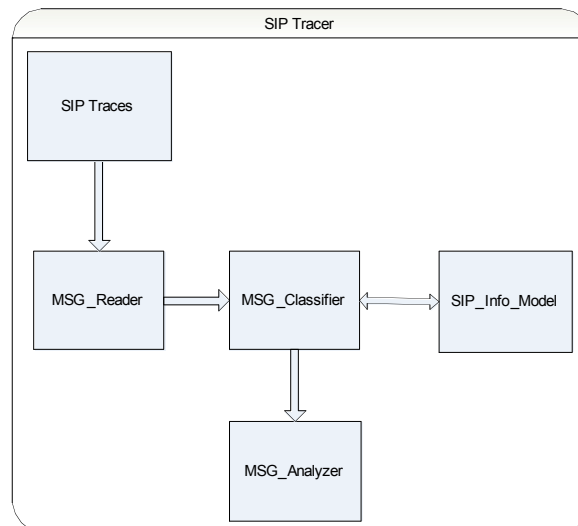 SIP Tracer
SIP Traces
MSG_Reader
MSG_Classifier
SIP_Info_Model
MSG_Analyzer